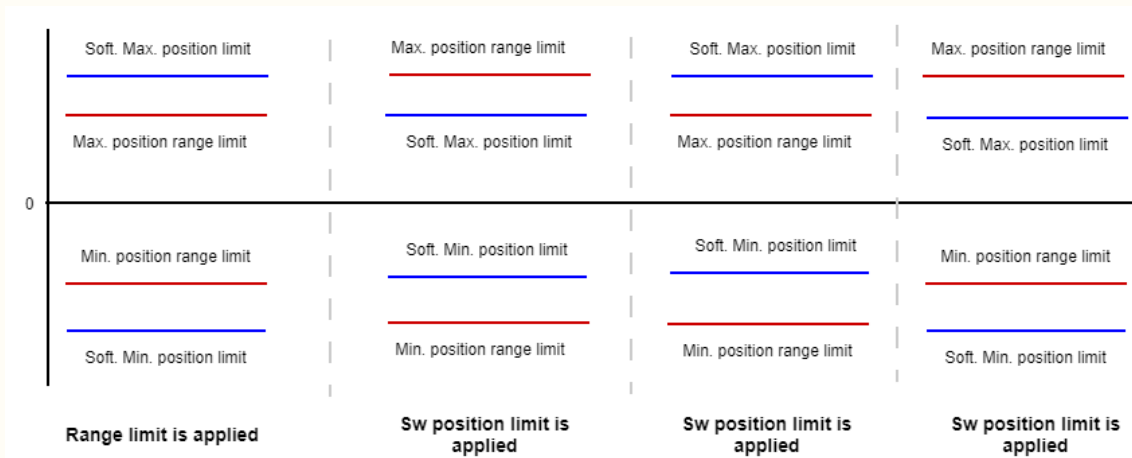 Soft. Max. position limit
Max. position range limit
Soft. Max. position limit
Max. position range limit
Max. position range limit
Soft. Max. position limit
Max. position range limit
Soft. Max. position limit
0
Min. position range limit
Soft. Min. position limit
Soft. Min. position limit
Min. position range limit
Soft. Min. position limit
Min. position range limit
Min. position range limit
Soft. Min. position limit
Range limit is applied
Sw position limit is
applied
Sw position limit is
applied
Sw position limit is
applied